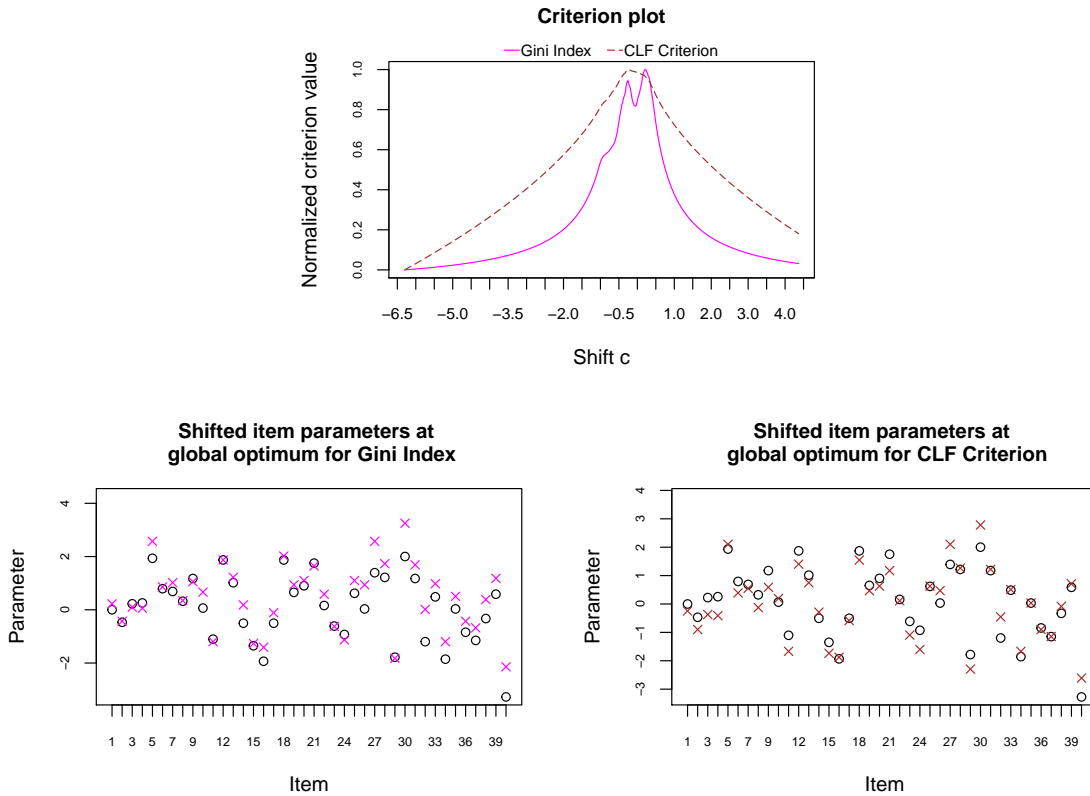 Criterion plot
Gini Index CLF Criterion
Normalized criterion value
1.0
0.8
0.6
0.4
0.2
0.0
−6.5 −5.0 −3.5 −2.0 −0.5 1.0 2.0 3.0 4.0
Shift c
Shifted item parameters at
global optimum for Gini Index
Parameter
4
2
0
−2
1 3 5 7 9 12 15 18 21 24 27 30 33 36 39
Item
Shifted item parameters at
global optimum for CLF Criterion
Parameter
4
3
2
1
0
−1
−2
−3
1 3 5 7 9 12 15 18 21 24 27 30 33 36 39
Item